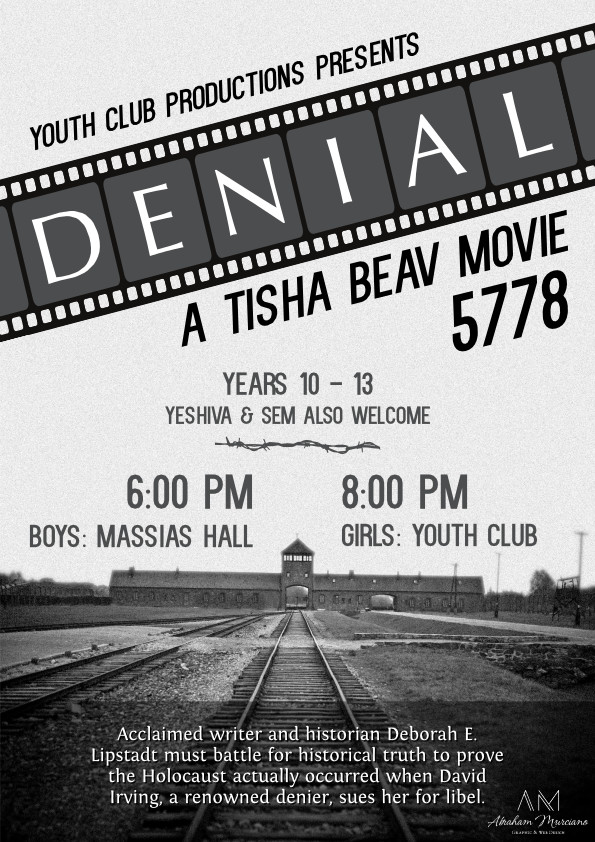 YOUTH CLUB PRODUCTIONS PRESENTS
DENIAL
A TISHA BEAV MOVIE
5778
YEARS 10 - 13
YESHIVA & SEM ALSO WELCOME
6:00 PM
BOYS: MASSIAS HALL
8:00 PM
GIRLS: YOUTH CLUB
Acclaimed writer and historian Deborah E.
Lipstadt must battle for historical truth to prove
the Holocaust actually occurred when David
Irving, a renowned denier, sues her for libel.
AM
Abraham Murciano
GRAPHIC & WEB DESIGN